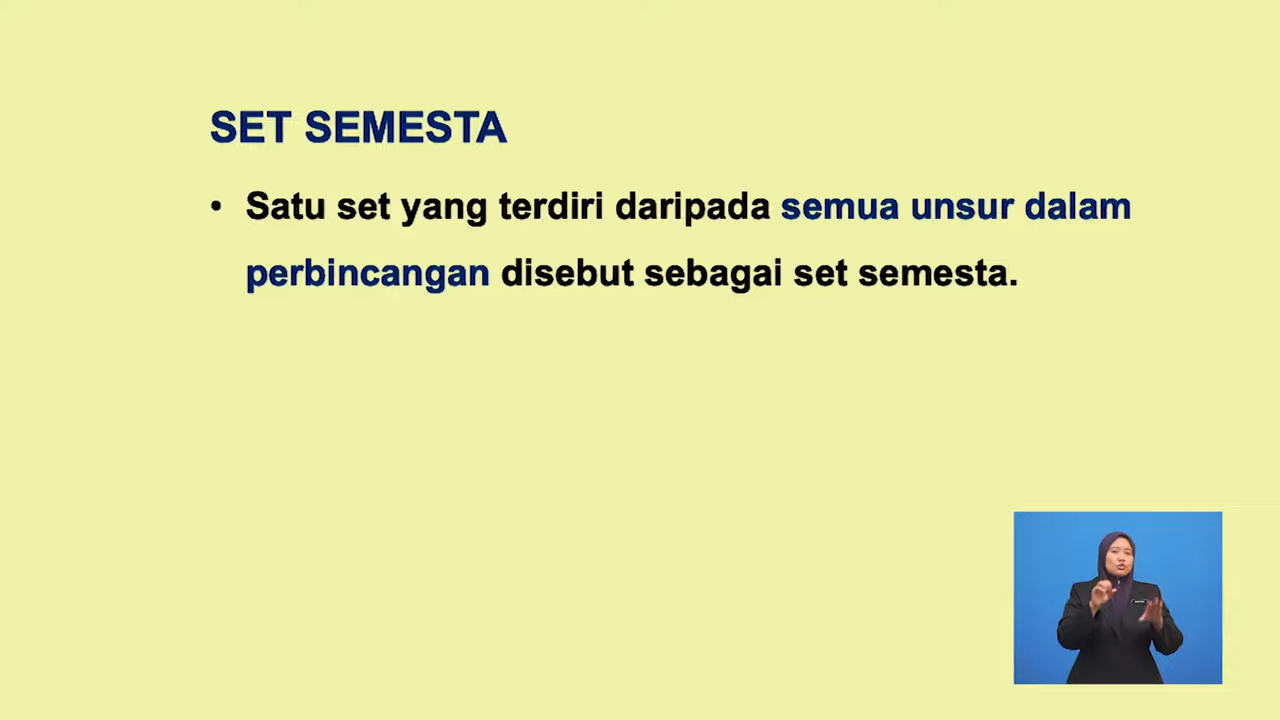 SET SEMESTA
• Satu set yang terdiri daripada semua unsur dalam
perbincangan disebut sebagai set semesta.